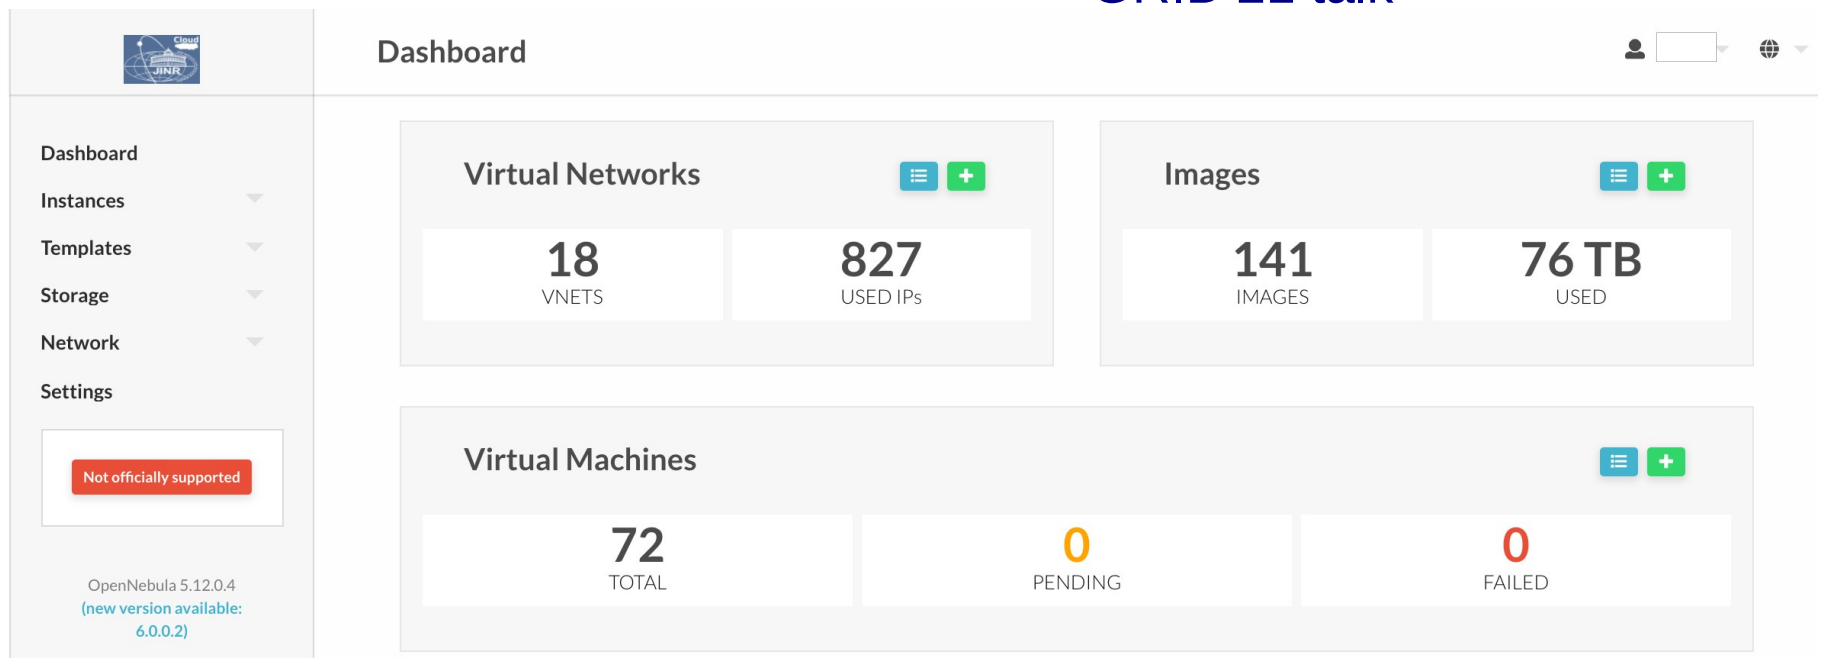 Cloud
JINR
Dashboard
Dashboard
Instances
Templates
Storage
Network
Settings
Not officially supported
OpenNebula 5.12.0.4
(new version available:
6.0.0.2)
Virtual Networks
18
VNETS
827
USED IPs
Images
141
IMAGES
76 TB
USED
Virtual Machines
72
TOTAL
0
PENDING
0
FAILED